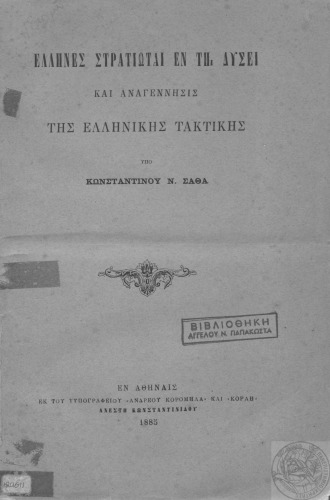 ΕΛΛΗΝΕΣ ΣΤΡΑΤΙΩΤΑΙ ΕΝ ΤΗι ΔΥΣΕΙ
ΚΑΙ ΑΝΑΓΕΝΝΗΣΙΣ
ΤΗΣ ΕΛΛΗΝΙΚΗΣ ΤΑΚΤΙΚΗΣ
ΥΠΟ
ΚΩΝΣΤΑΝΤΙΝΟΥ Ν. ΣΑΘΑ
ΒΙΒΛΙΟΘΗΚΗ
ΑΓΓΕΛΟΥ Ν. ΠΑΠΑΚΩΣΤΑ
ΕΝ ΑΘΗΝΑΙΣ
ΕΚ ΤΟΥ ΤΥΠΟΓΡΑΦΕΙΟΥ «ΑΝΔΡΕΟΥ ΚΟΡΟΜΗΛΑ» ΚΑΙ «ΚΟΡΑΗ»
ΑΝΕΣΤΗ ΚΩΝΣΤΑΝΤΙΝΙΔΟΥ
1885